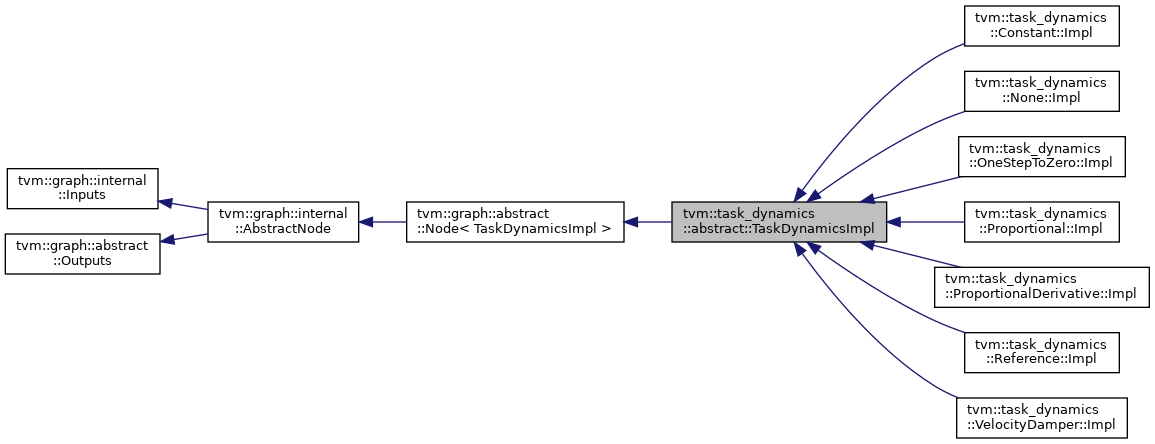 tvm::task_dynamics
::Constant::Impl
tvm::task_dynamics
::None::Impl
tvm::task_dynamics
::OneStepToZero::Impl
tvm::graph::internal
::Inputs
tvm::graph::internal
::AbstractNode
tvm::graph::abstract
::Node< TaskDynamicsImpl >
tvm::task_dynamics
::abstract::TaskDynamicsImpl
tvm::task_dynamics
::Proportional::Impl
tvm::graph::abstract
::Outputs
tvm::task_dynamics
::ProportionalDerivative::Impl
tvm::task_dynamics
::Reference::Impl
tvm::task_dynamics
::VelocityDamper::Impl